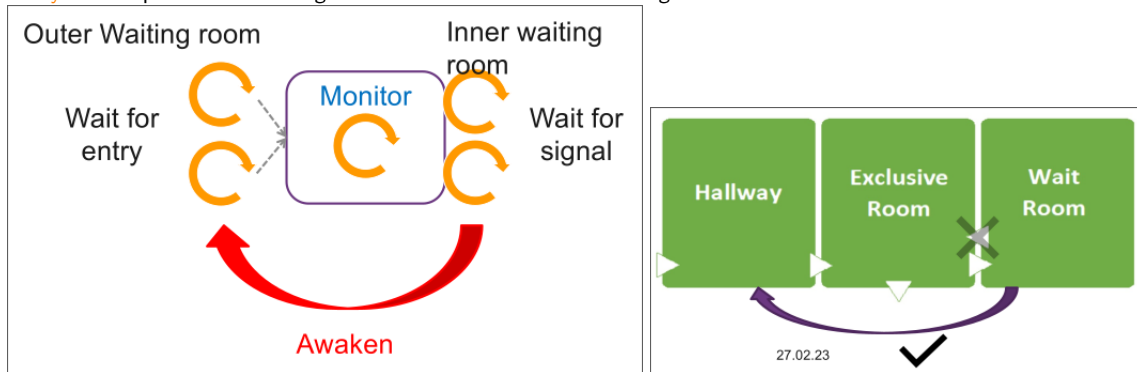 Outer Waiting room
Inner waiting
room
Monitor
Wait for
entry
Wait for
signal
Awaken
Hallway
Exclusive
Room
Wait
Room
27.02.23